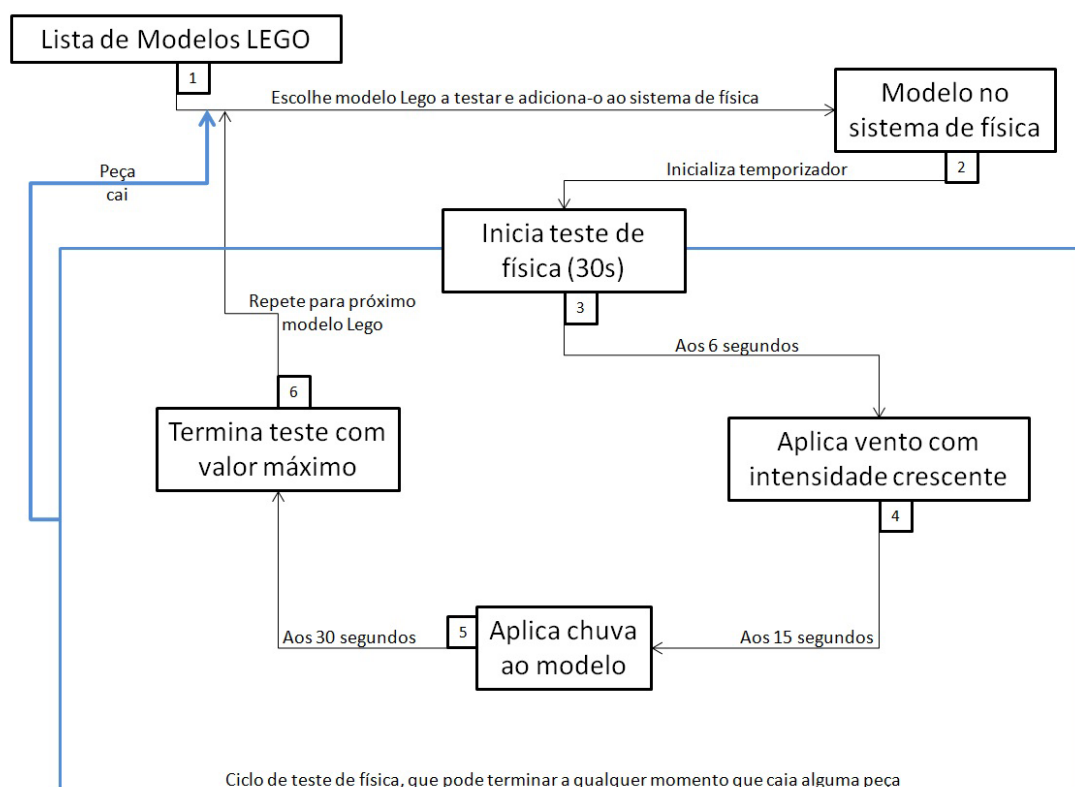 Lista de Modelos LEGO
1
Escolhe modelo Lego a testar e adiciona-o ao sistema de física
Modelo no
sistema de física
2
Peça
cai
Inicializa temporizador
Inicia teste de
física (30s)
3
Repete para próximo
modelo Lego
Aos 6 segundos
6
Termina teste com
valor máximo
Aplica vento com
intensidade crescente
4
5
Aplica chuva
ao modelo
Aos 30 segundos
Aos 15 segundos
Ciclo de teste de física, que pode terminar a qualquer momento que caia alguma peça